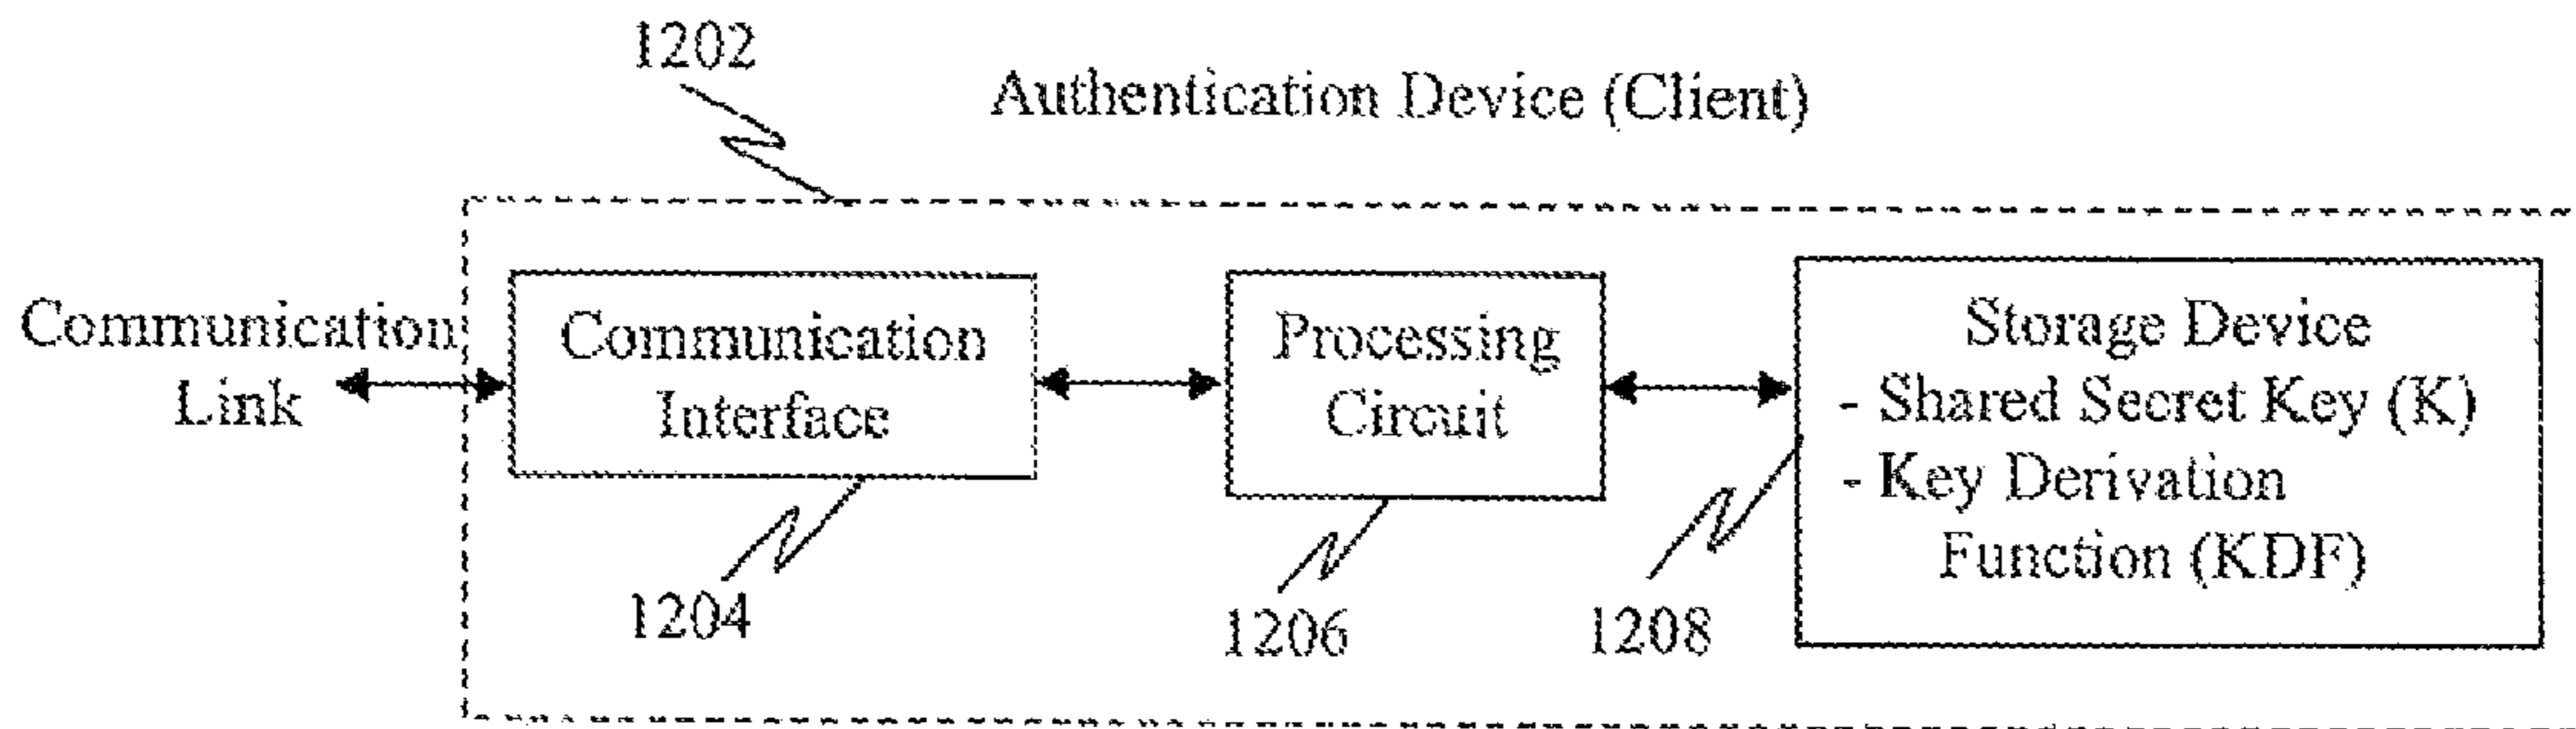 1202
Authentication Device (Client)
Communication
Link
Communication
Interface
Processing
Circuit
Storage Device
- Shared Secret Key (K)
- Key Derivation
Function (KDF)
1204
1206
1208